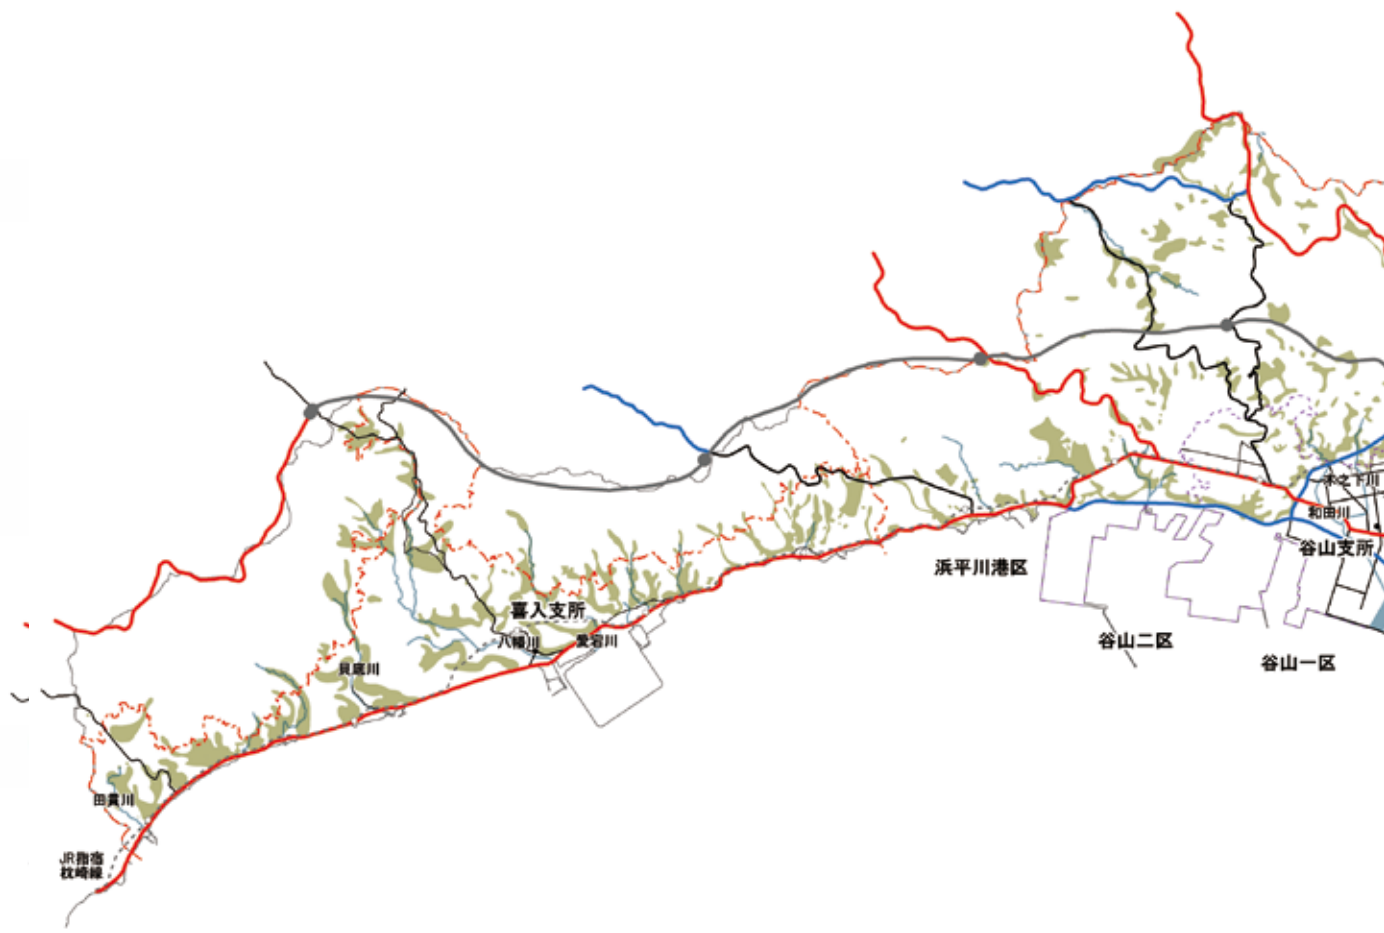 木之下川
和田川
谷山支所
浜平川港区
喜入支所
八幡川
愛宕川
谷山二区
谷山一区
貝底川
田貫川
JR指宿
枕崎線